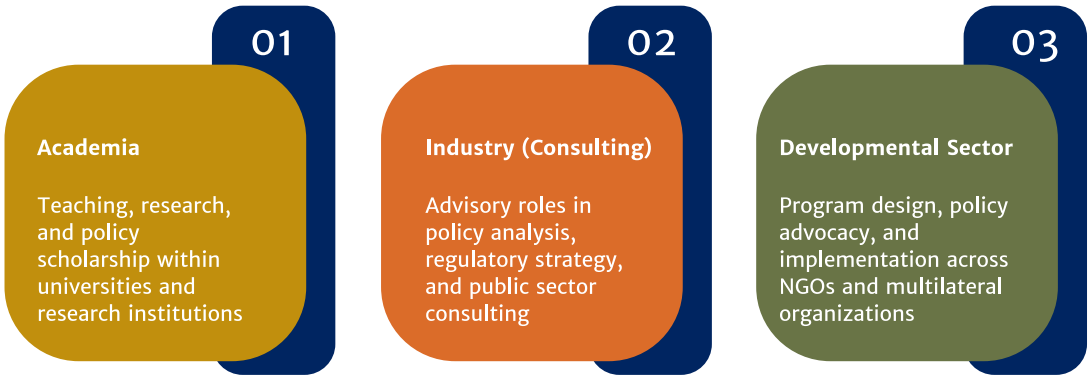 01
Academia
Teaching, research,
and policy
scholarship within
universities and
research institutions
02
Industry (Consulting)
Advisory roles in
policy analysis,
regulatory strategy,
and public sector
consulting
03
Developmental Sector
Program design, policy
advocacy, and
implementation across
NGOs and multilateral
organizations